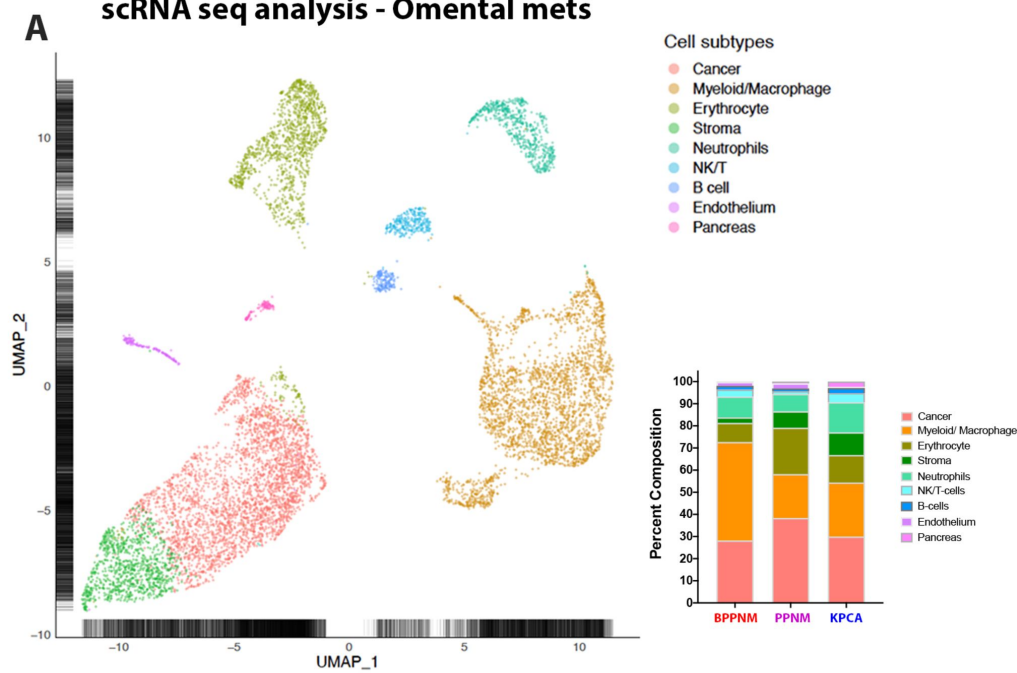 scRNA seq analysis - Omental mets
A
Cell subtypes
Cancer
Myeloid/Macrophage
Erythrocyte
Stroma
Neutrophils
NK/T
B cell
Endothelium
Pancreas
10
5
0
−5
−10
UMAP_2
−10
−5
0
5
10
UMAP_1
100
90
80
70
60
50
40
30
20
10
0
Percent Composition
BPPNM
PPNM
KPCA
Cancer
Myeloid/ Macrophage
Erythrocyte
Stroma
Neutrophils
NK/T-cells
B-cells
Endothelium
Pancreas